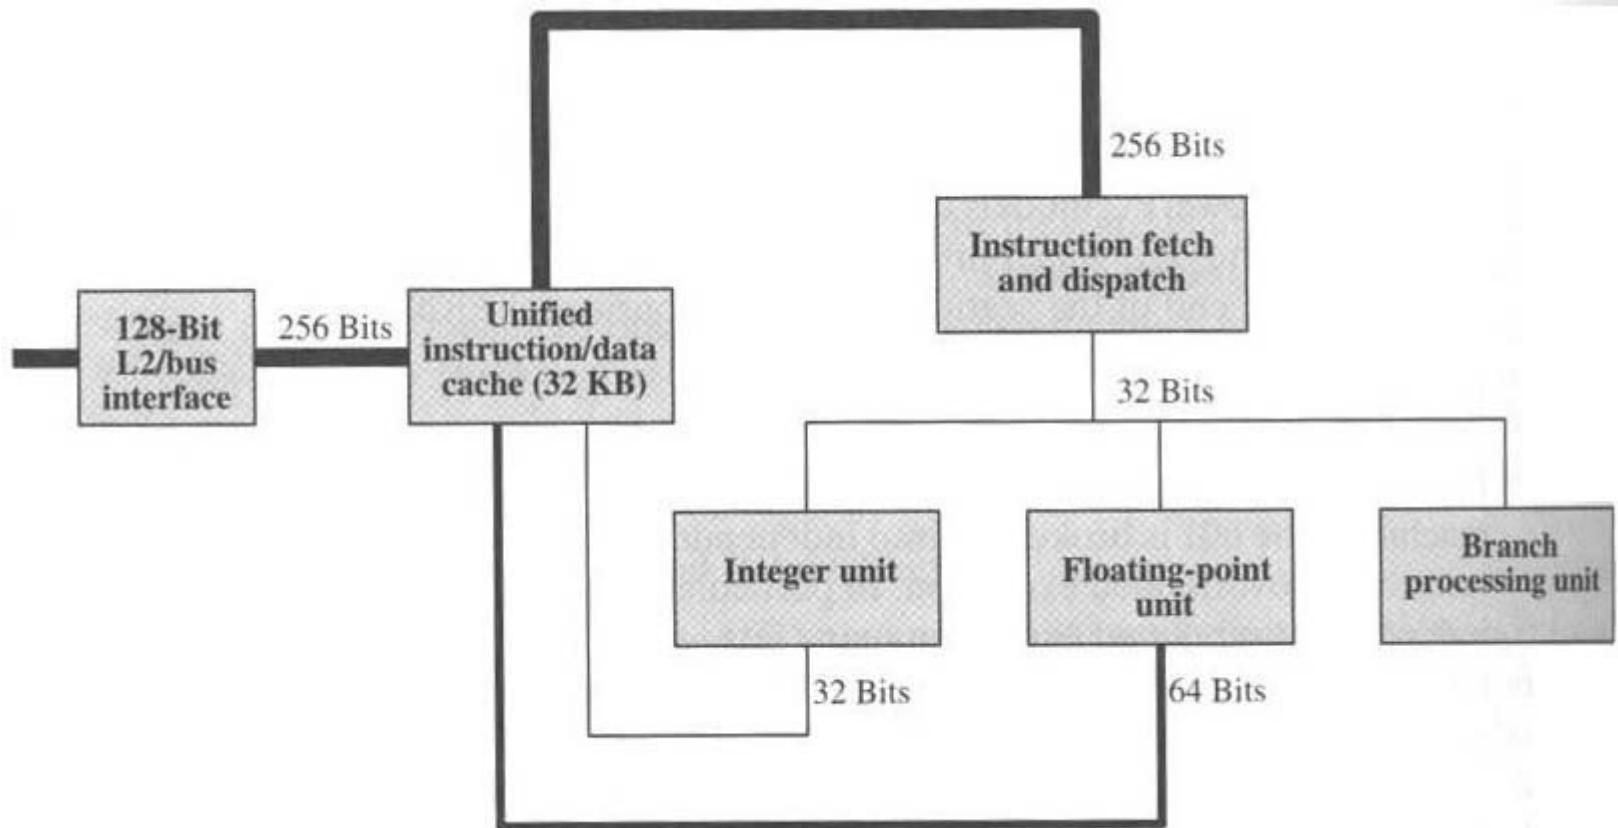 256 Bits
Instruction fetch
and dispatch
128-Bit
L2/bus
interface
256 Bits
Unified
instruction/data
cache (32 KB)
32 Bits
Integer unit
Floating-point
unit
Branch
processing unit
32 Bits
64 Bits